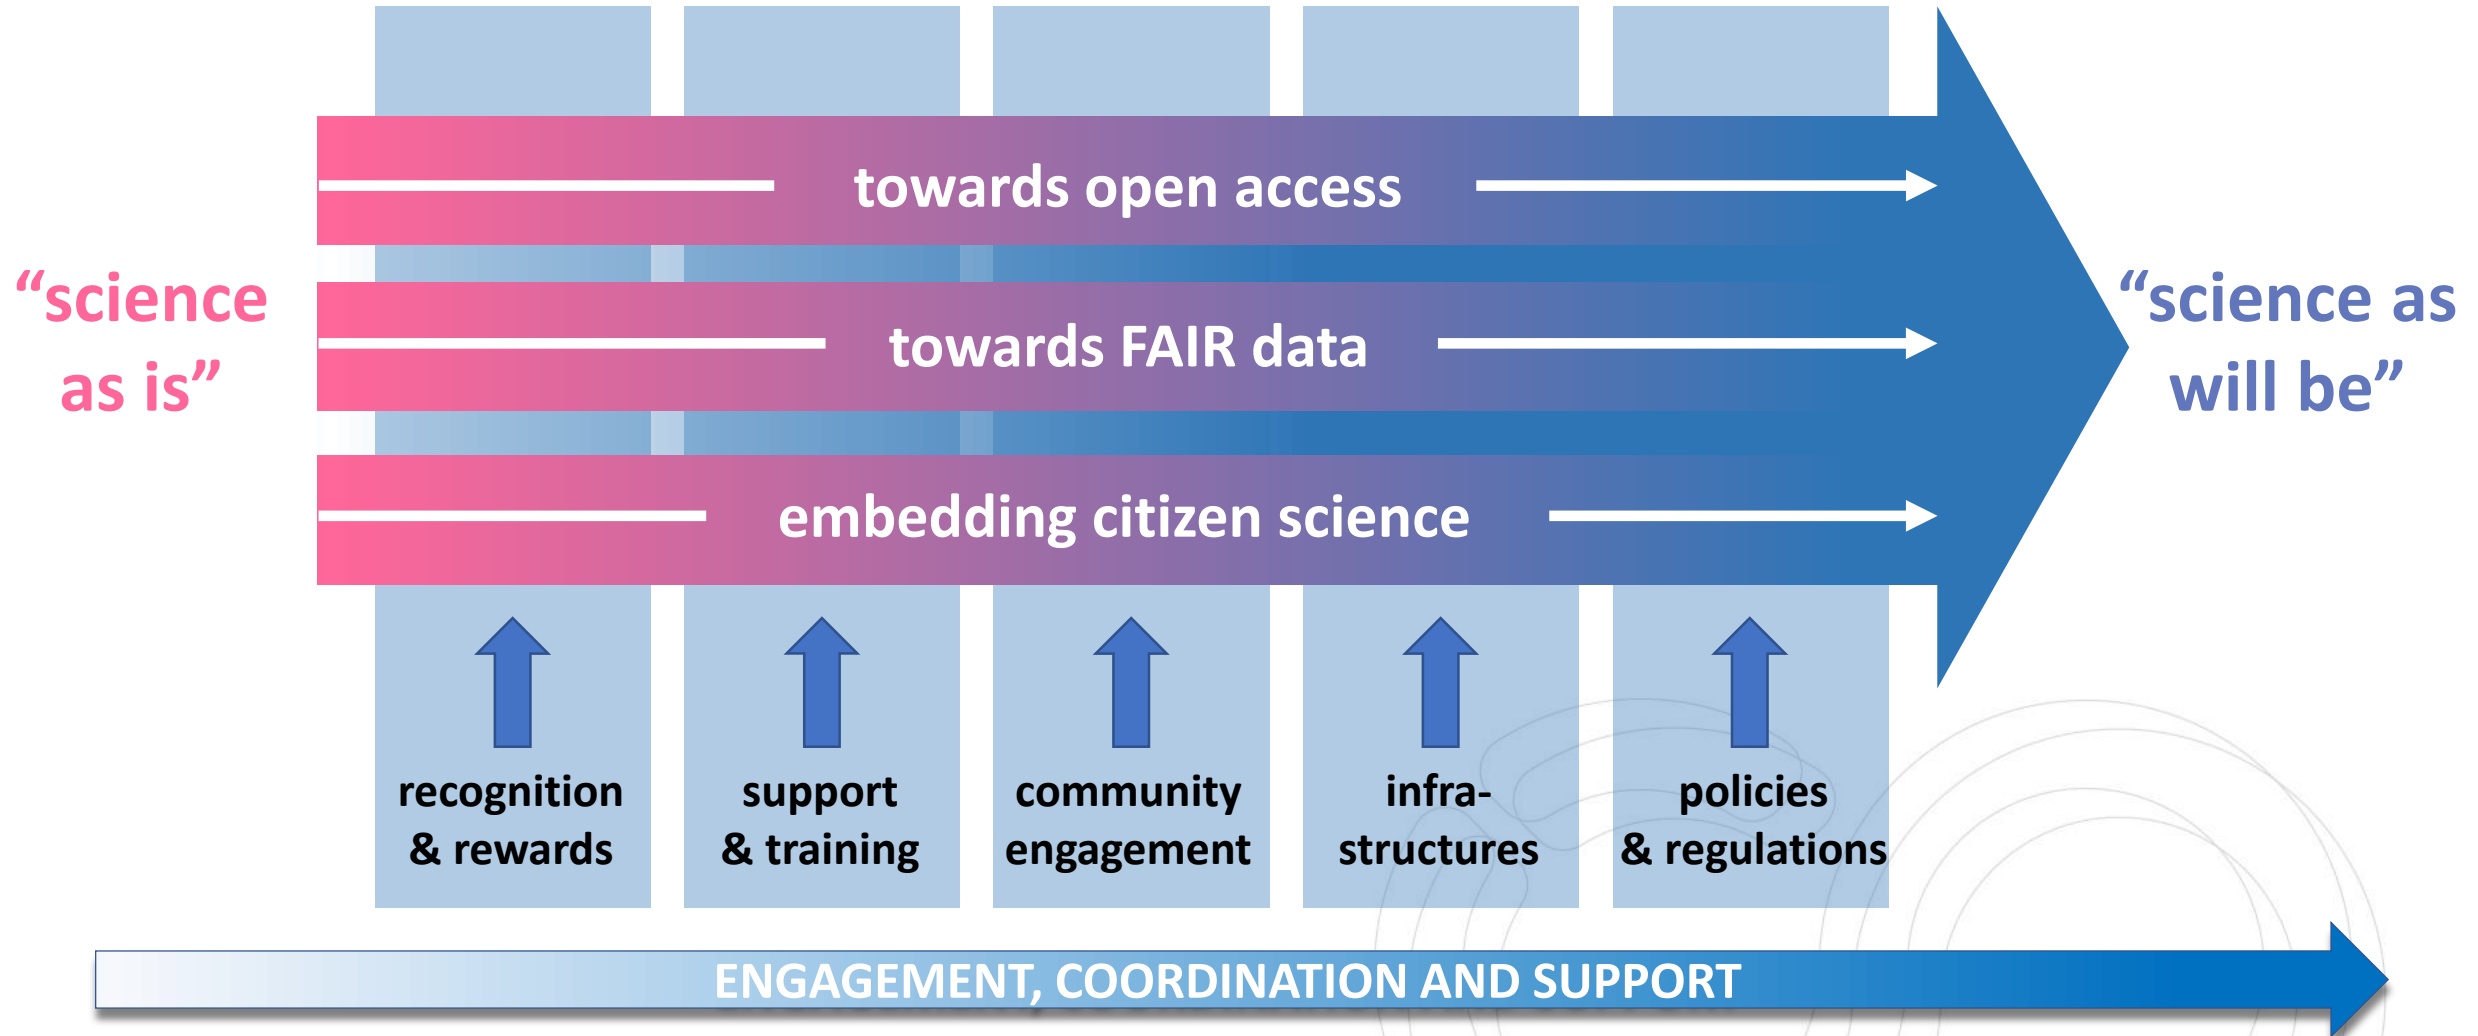 towards open access
“science
as is”
towards FAIR data
“science as
will be”
embedding citizen science
recognition
& rewards
support
& training
community
engagement
infra-
structures
policies
& regulations
ENGAGEMENT, COORDINATION AND SUPPORT